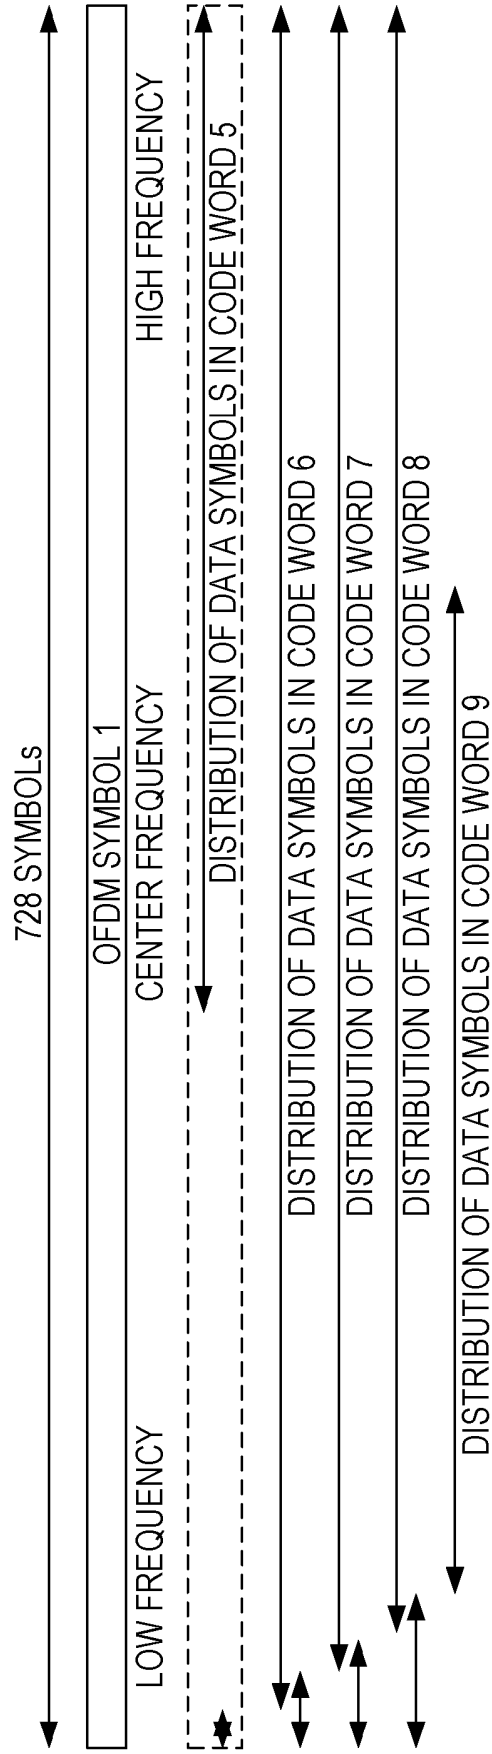 728 SYMBOLs
OFDM SYMBOL 1
LOW FREQUENCY
CENTER FREQUENCY
HIGH FREQUENCY
DISTRIBUTION OF DATA SYMBOLS IN CODE WORD 5
DISTRIBUTION OF DATA SYMBOLS IN CODE WORD 6
DISTRIBUTION OF DATA SYMBOLS IN CODE WORD 7
DISTRIBUTION OF DATA SYMBOLS IN CODE WORD 8
DISTRIBUTION OF DATA SYMBOLS IN CODE WORD 9